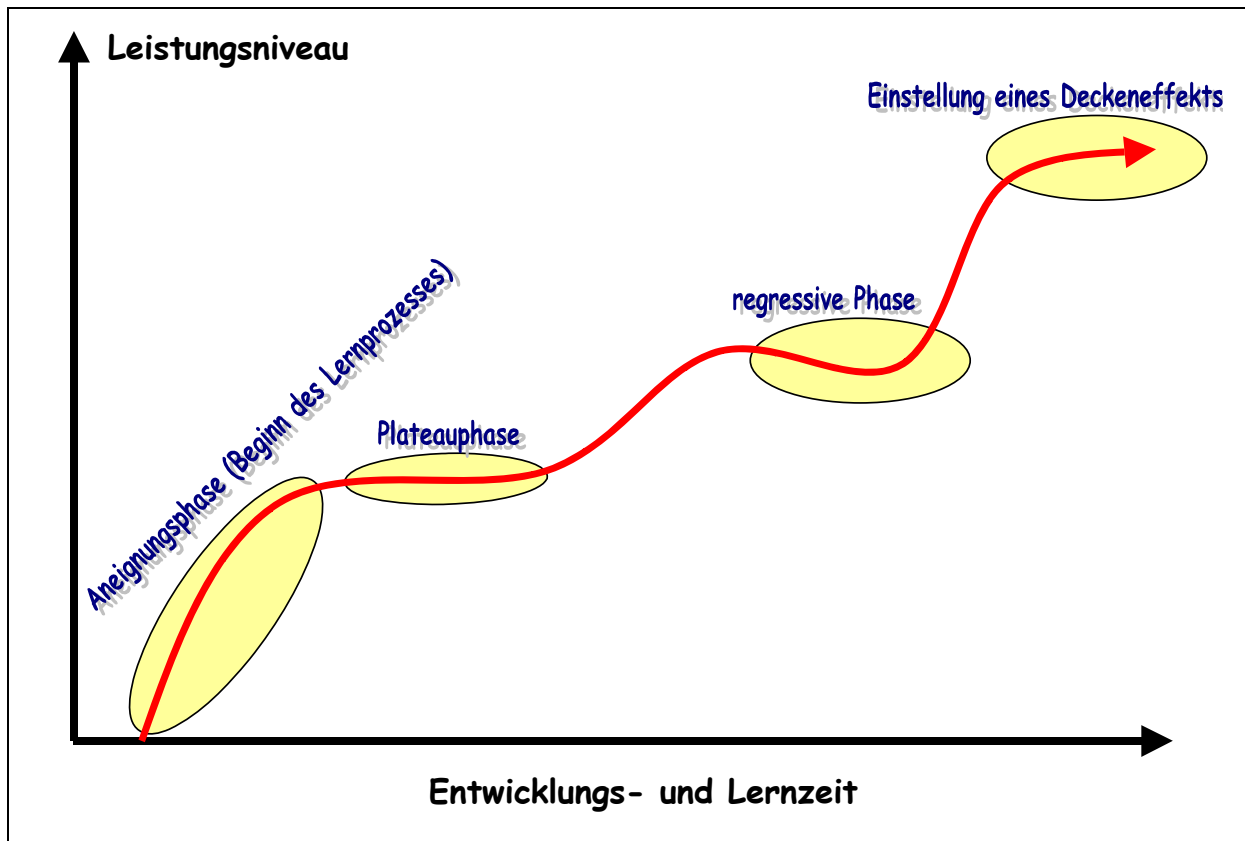 Leistungsniveau
Einstellung eines Deckeneffekts
regressive Phase
Aneignungsphase (Beginn des Lernprozesses)
Plateauphase
Entwicklungs- und Lernzeit